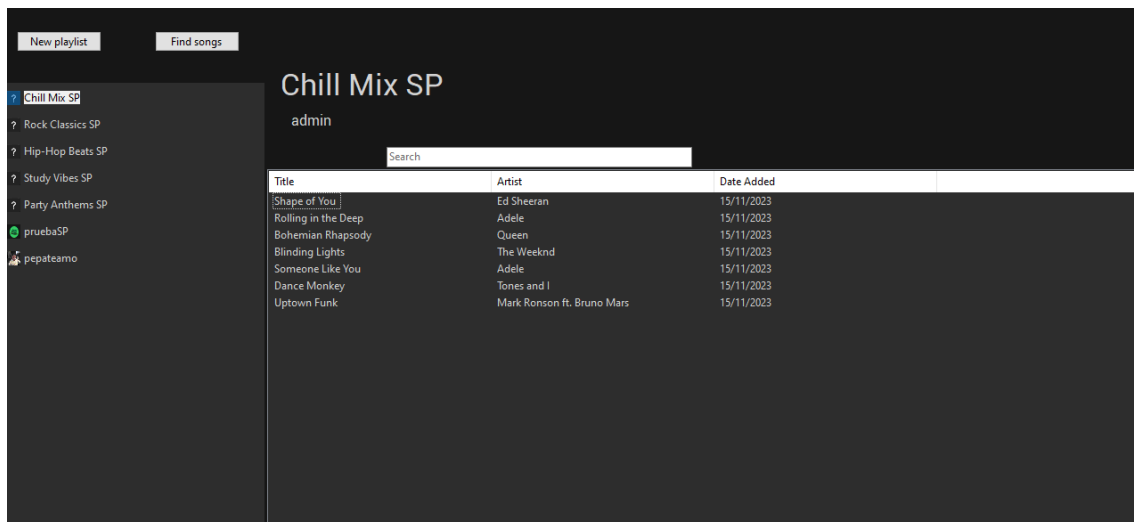 New playlist Find songs
Chill Mix SP
Rock Classics SP
Hip-Hop Beats SP
Study Vibes SP
Party Anthems SP
pruebaSP
pepateamo
Chill Mix SP
admin
Search
Title Artist Date Added
Shape of You Ed Sheeran 15/11/2023
Rolling in the Deep Adele 15/11/2023
Bohemian Rhapsody Queen 15/11/2023
Blinding Lights The Weeknd 15/11/2023
Someone Like You Adele 15/11/2023
Dance Monkey Tones and I 15/11/2023
Uptown Funk Mark Ronson ft. Bruno Mars 15/11/2023